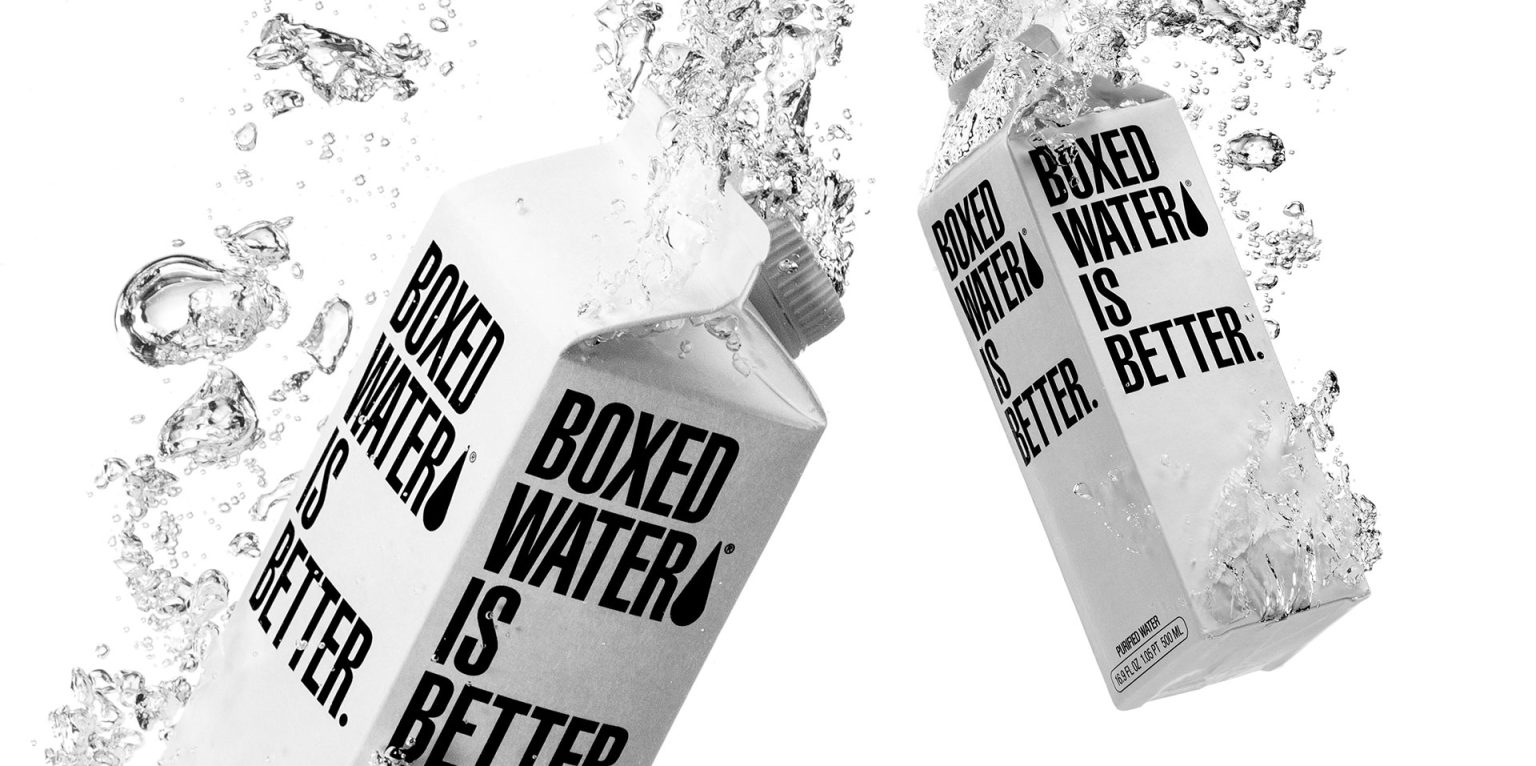 BOXED
WATER®
IS
BETTER.
BOXED
WATER®
IS
BETTER
BOXED
WATER®
IS
BETTER.
BOXED
WATER®
IS
BETTER.
PURIFIED WATER
16.9 FL OZ 1.05 PT 500 ML